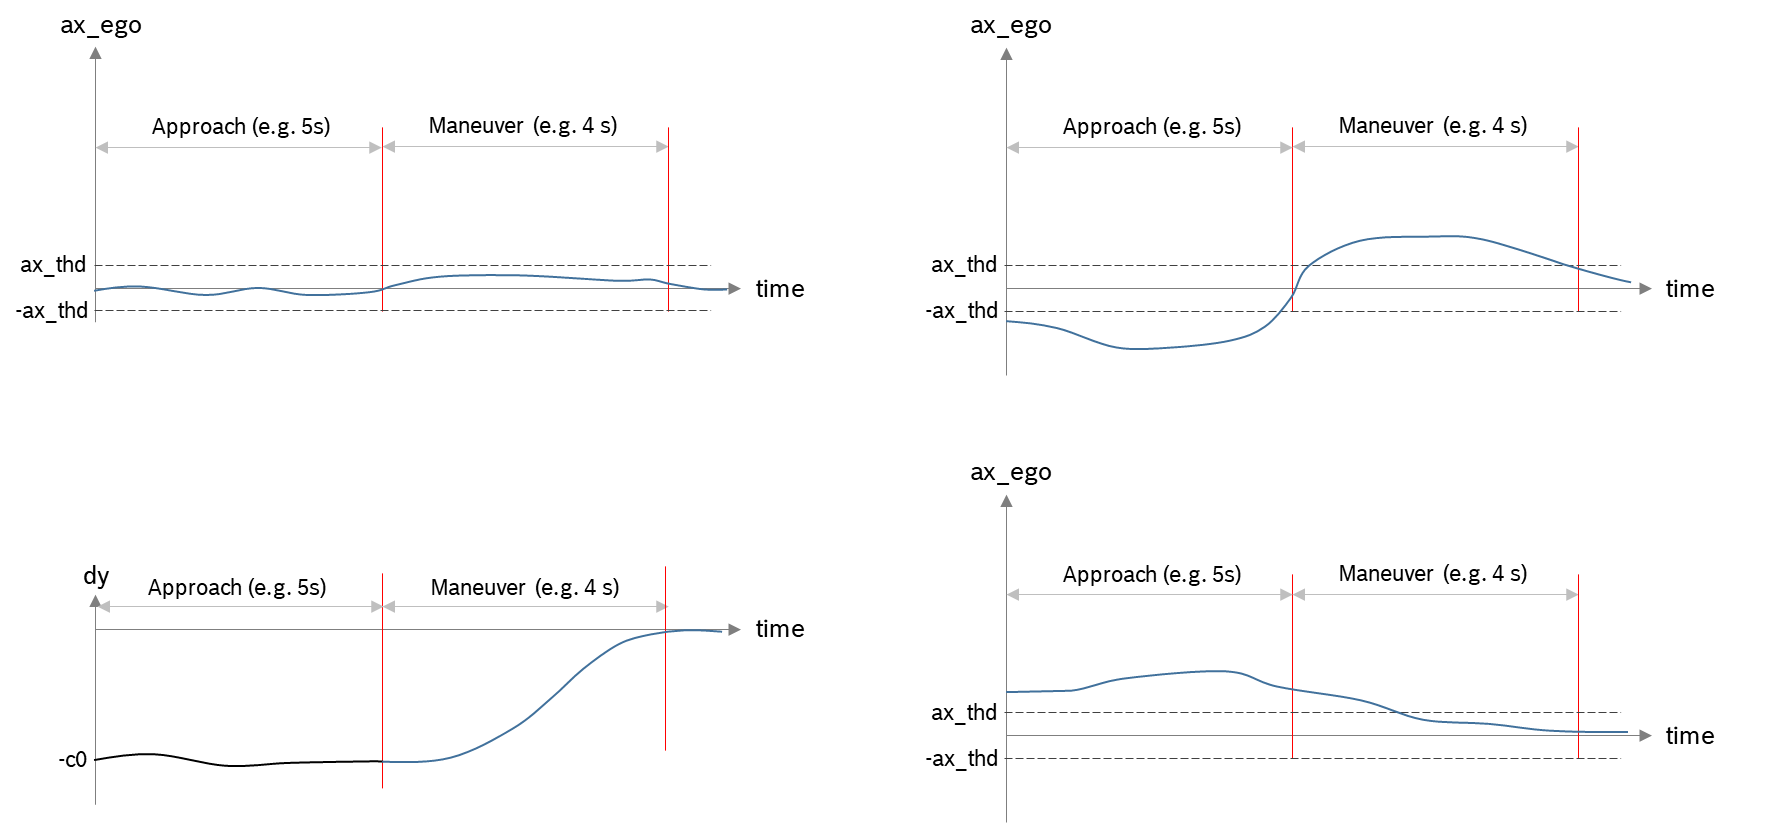 ax_ego
Approach (e.g. 5s)
Maneuver (e.g. 4 s)
ax_thd
-ax_thd
time
ax_ego
Approach (e.g. 5s)
Maneuver (e.g. 4 s)
ax_thd
-ax_thd
time
dy
Approach (e.g. 5s)
Maneuver (e.g. 4 s)
time
-c0
ax_ego
Approach (e.g. 5s)
Maneuver (e.g. 4 s)
ax_thd
-ax_thd
time